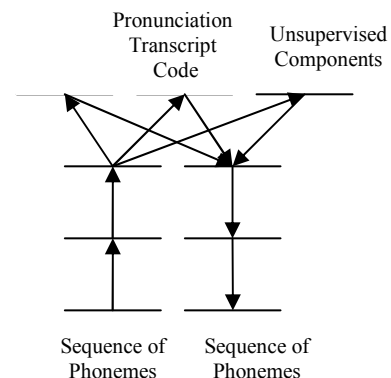 Pronunciation
Transcript
Code
Unsupervised
Components
Sequence of
Phonemes
Sequence of
Phonemes